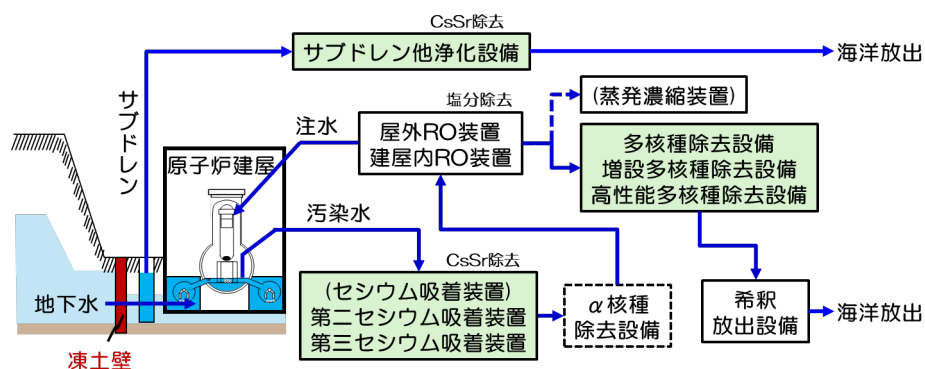 CsSr除去
サブドレン他浄化設備
海洋放出
サブドレン
塩分除去
(蒸発濃縮装置)
注水
屋外RO装置
建屋内RO装置
多核種除去設備
増設多核種除去設備
高性能多核種除去設備
原子炉建屋
汚染水
CsSr除去
(セシウム吸着装置)
第二セシウム吸着装置
第三セシウム吸着装置
α核種
除去設備
希釈
放出設備
海洋放出
地下水
凍土壁